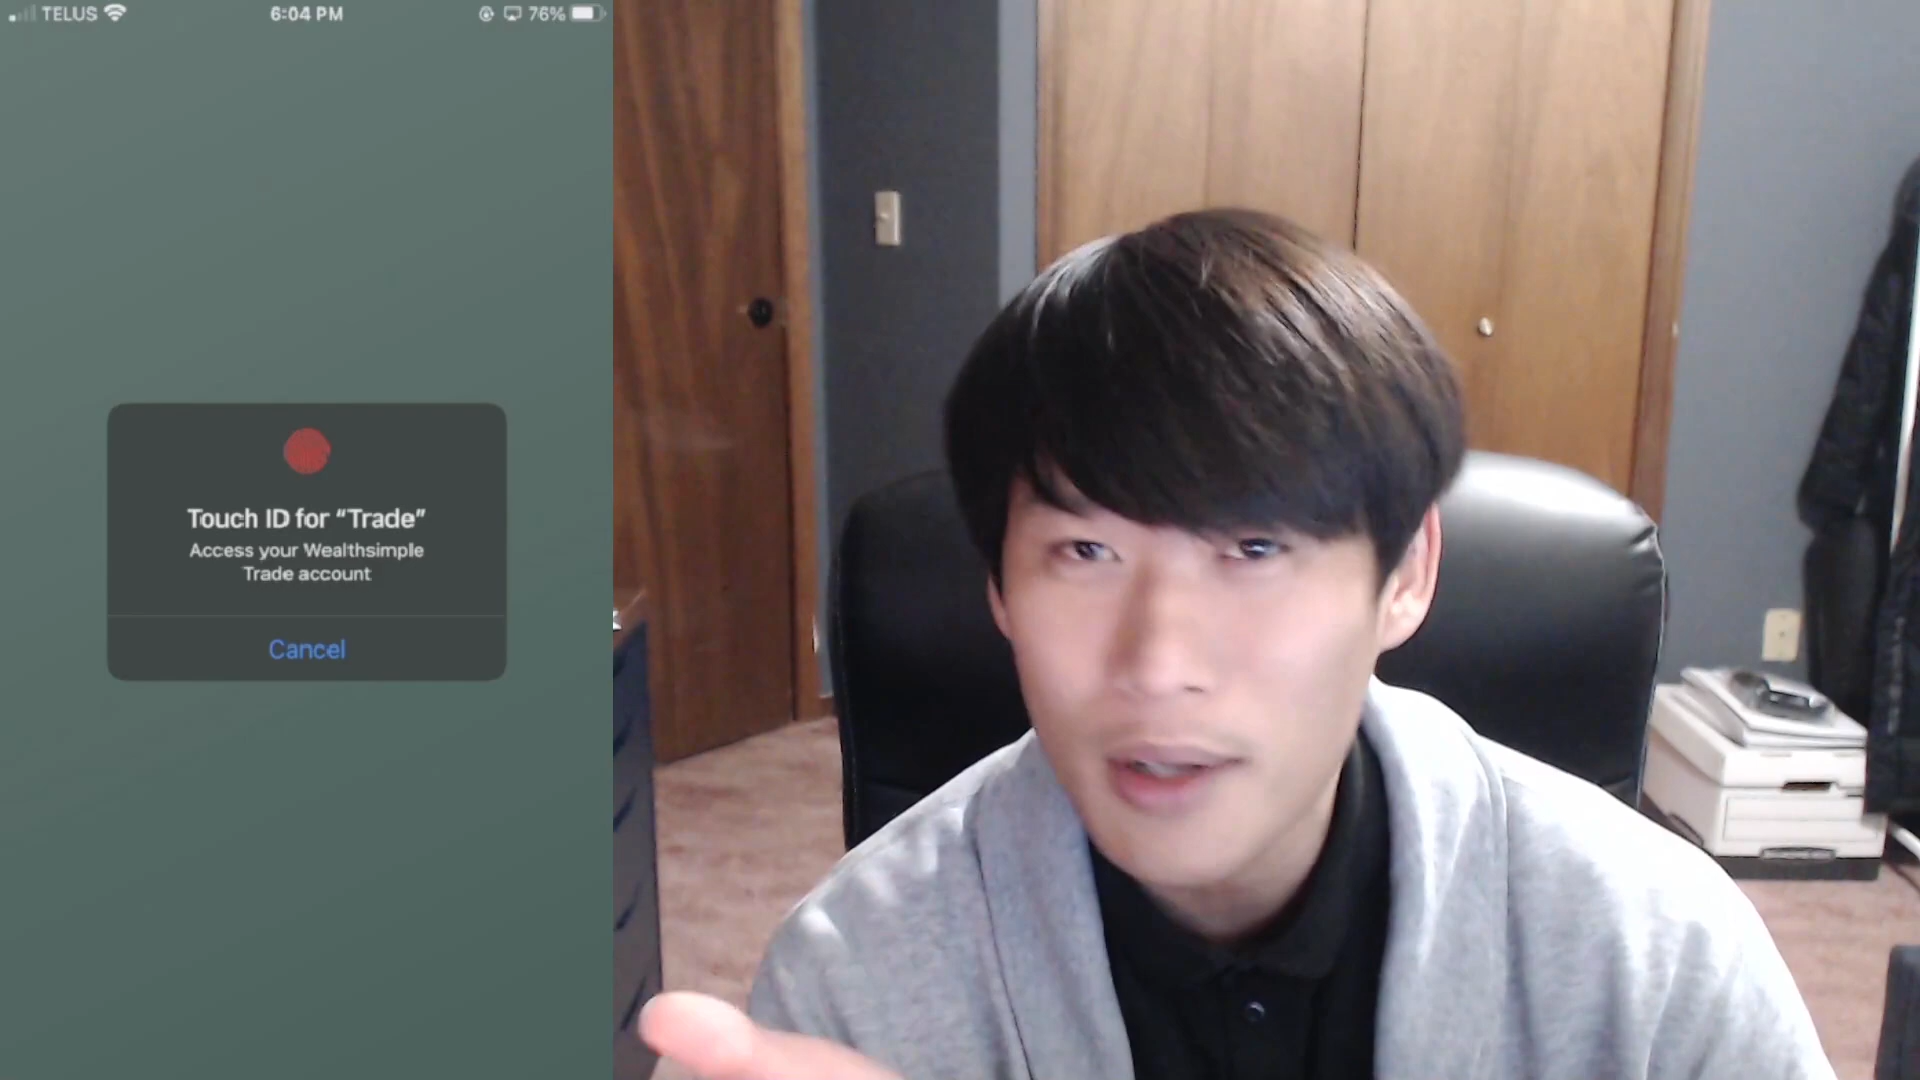 TELUS 6:04 PM 76%
Touch ID for “Trade”
Access your Wealthsimple
Trade account
Cancel